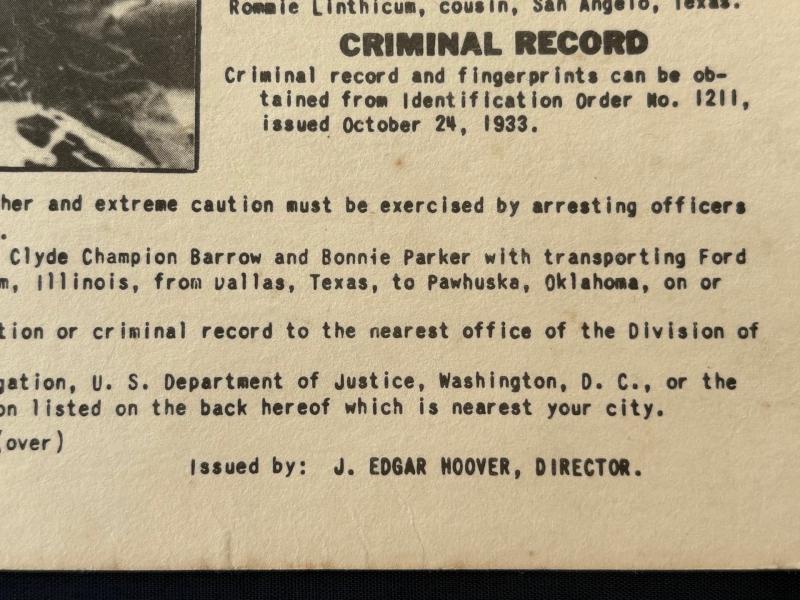 Rommie Linthicum, cousin, San Angelo, Texas.
CRIMINAL RECORD
Criminal record and fingerprints can be ob-
tained from Identification Order No. 1211,
issued October 24, 1933.
her and extreme caution must be exercised by arresting officers
.
Clyde Champion Barrow and Bonnie Parker with transporting Ford
m, Illinois, from Dallas, Texas, to Pawhuska, Oklahoma, on or
tion or criminal record to the nearest office of the Division of
gation, U. S. Department of Justice, Washington, D. C., or the
on listed on the back hereof which is nearest your city.
(over)
Issued by: J. EDGAR HOOVER, DIRECTOR.